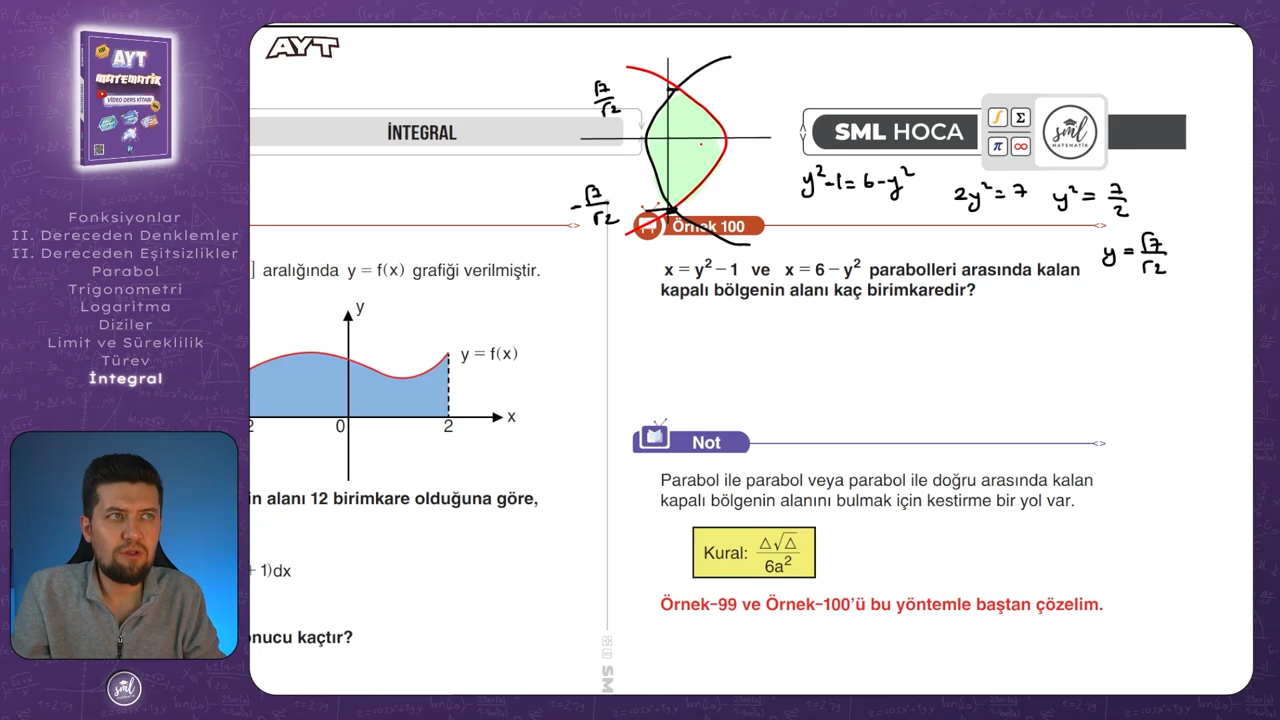 AYT
MATEMATİK
VİDEO DERS KİTABI
Fonksiyonlar
II. Dereceden Denklemler
II. Dereceden Eşitsizlikler
Parabol
Trigonometri
Logaritma
Diziler
Limit ve Süreklilik
Türev
İntegral
sml
AYT
İNTEGRAL
SML HOCA
∫ Σ
π ∞
sml
MATEMATİK
] aralığında y = f(x) grafiği verilmiştir.
y
y = f(x)
x
2 0 2
in alanı 12 birimkare olduğuna göre,
+ 1)dx
onucu kaçtır?
√7/√2
-√7/√2
y²-1=6-y² 2y²=7 y²=7/2
y=√7/√2
Örnek 100
x = y² − 1 ve x = 6 − y² parabolleri arasında kalan
kapalı bölgenin alanı kaç birimkaredir?
Not
Parabol ile parabol veya parabol ile doğru arasında kalan
kapalı bölgenin alanını bulmak için kestirme bir yol var.
Kural: △√△/6a²
Örnek-99 ve Örnek-100'ü bu yöntemle baştan çözelim.
SM